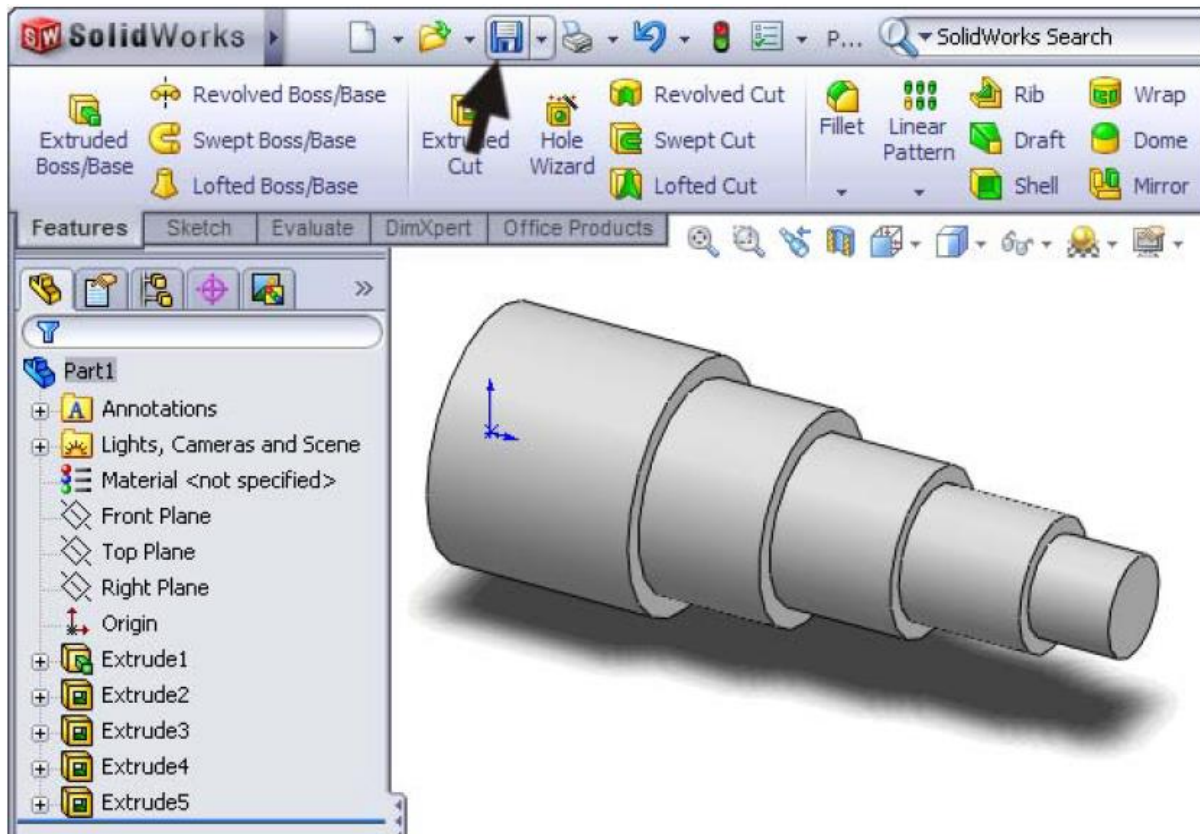 SW SolidWorks P... SolidWorks Search
Extruded Boss/Base
Revolved Boss/Base
Swept Boss/Base
Lofted Boss/Base
Extruded Cut
Hole Wizard
Revolved Cut
Swept Cut
Lofted Cut
Fillet
Linear Pattern
Rib
Draft
Shell
Wrap
Dome
Mirror
Features Sketch Evaluate DimXpert Office Products
Part1
A Annotations
Lights, Cameras and Scene
Material <not specified>
Front Plane
Top Plane
Right Plane
Origin
Extrude1
Extrude2
Extrude3
Extrude4
Extrude5